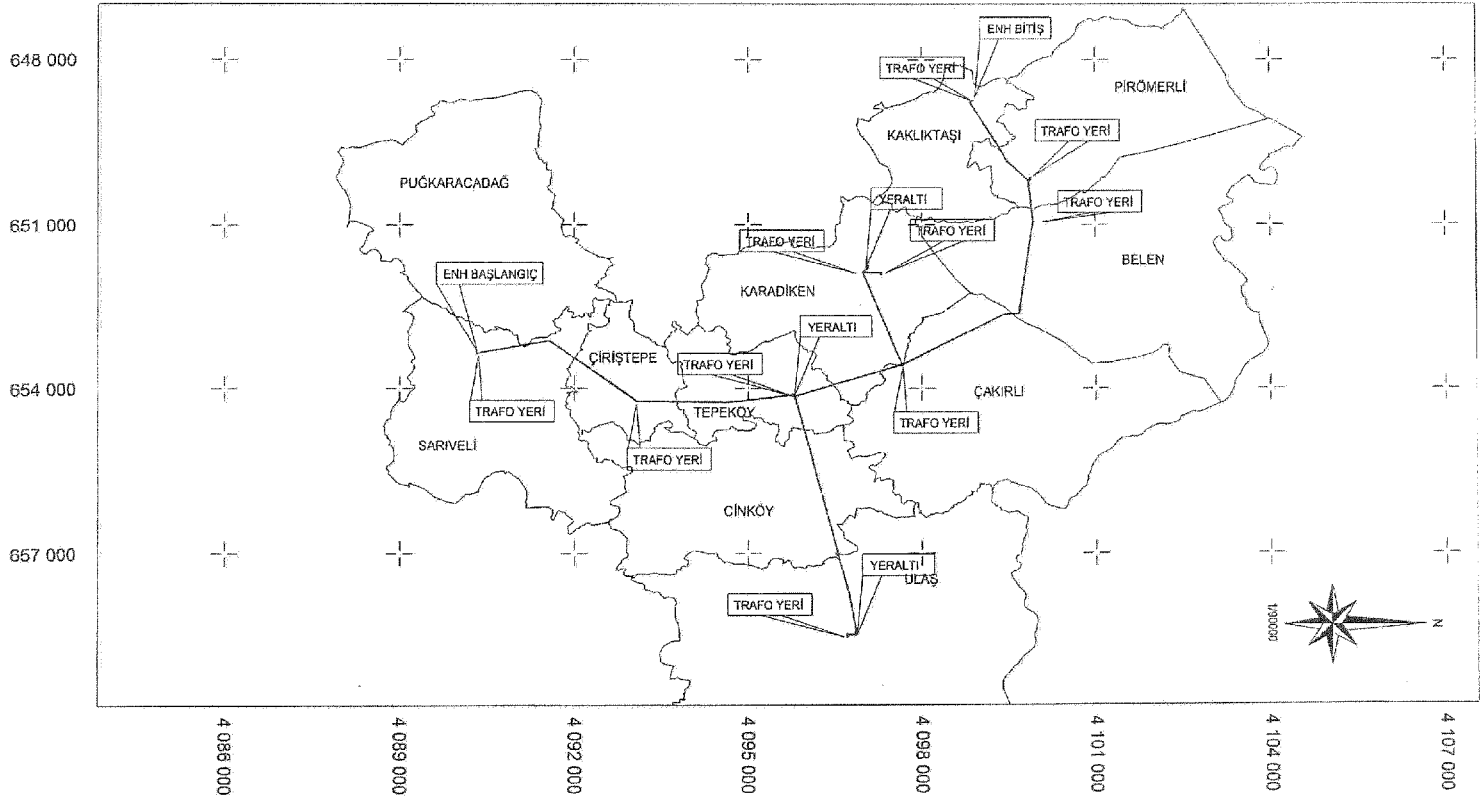 ENH BİTİŞ
648 000
TRAFO YERİ
PİRÖMERLİ
KAKLIKTAŞI
TRAFO YERİ
PUĞKARACADAĞ
YERALTI
TRAFO YERİ
651 000
TRAFO YERİ
TRAFO YERİ
BELEN
ENH BAŞLANGIÇ
KARADİKEN
YERALTI
ÇİRİŞTEPE
TRAFO YERİ
654 000
ÇAKIRLI
TRAFO YERİ
TEPEKÖY
TRAFO YERİ
SARIVELİ
TRAFO YERİ
CİNKÖY
657 000
YERALTI
ULAŞ
TRAFO YERİ
1/90000
N
4 086 000
4 089 000
4 092 000
4 095 000
4 098 000
4 101 000
4 104 000
4 107 000